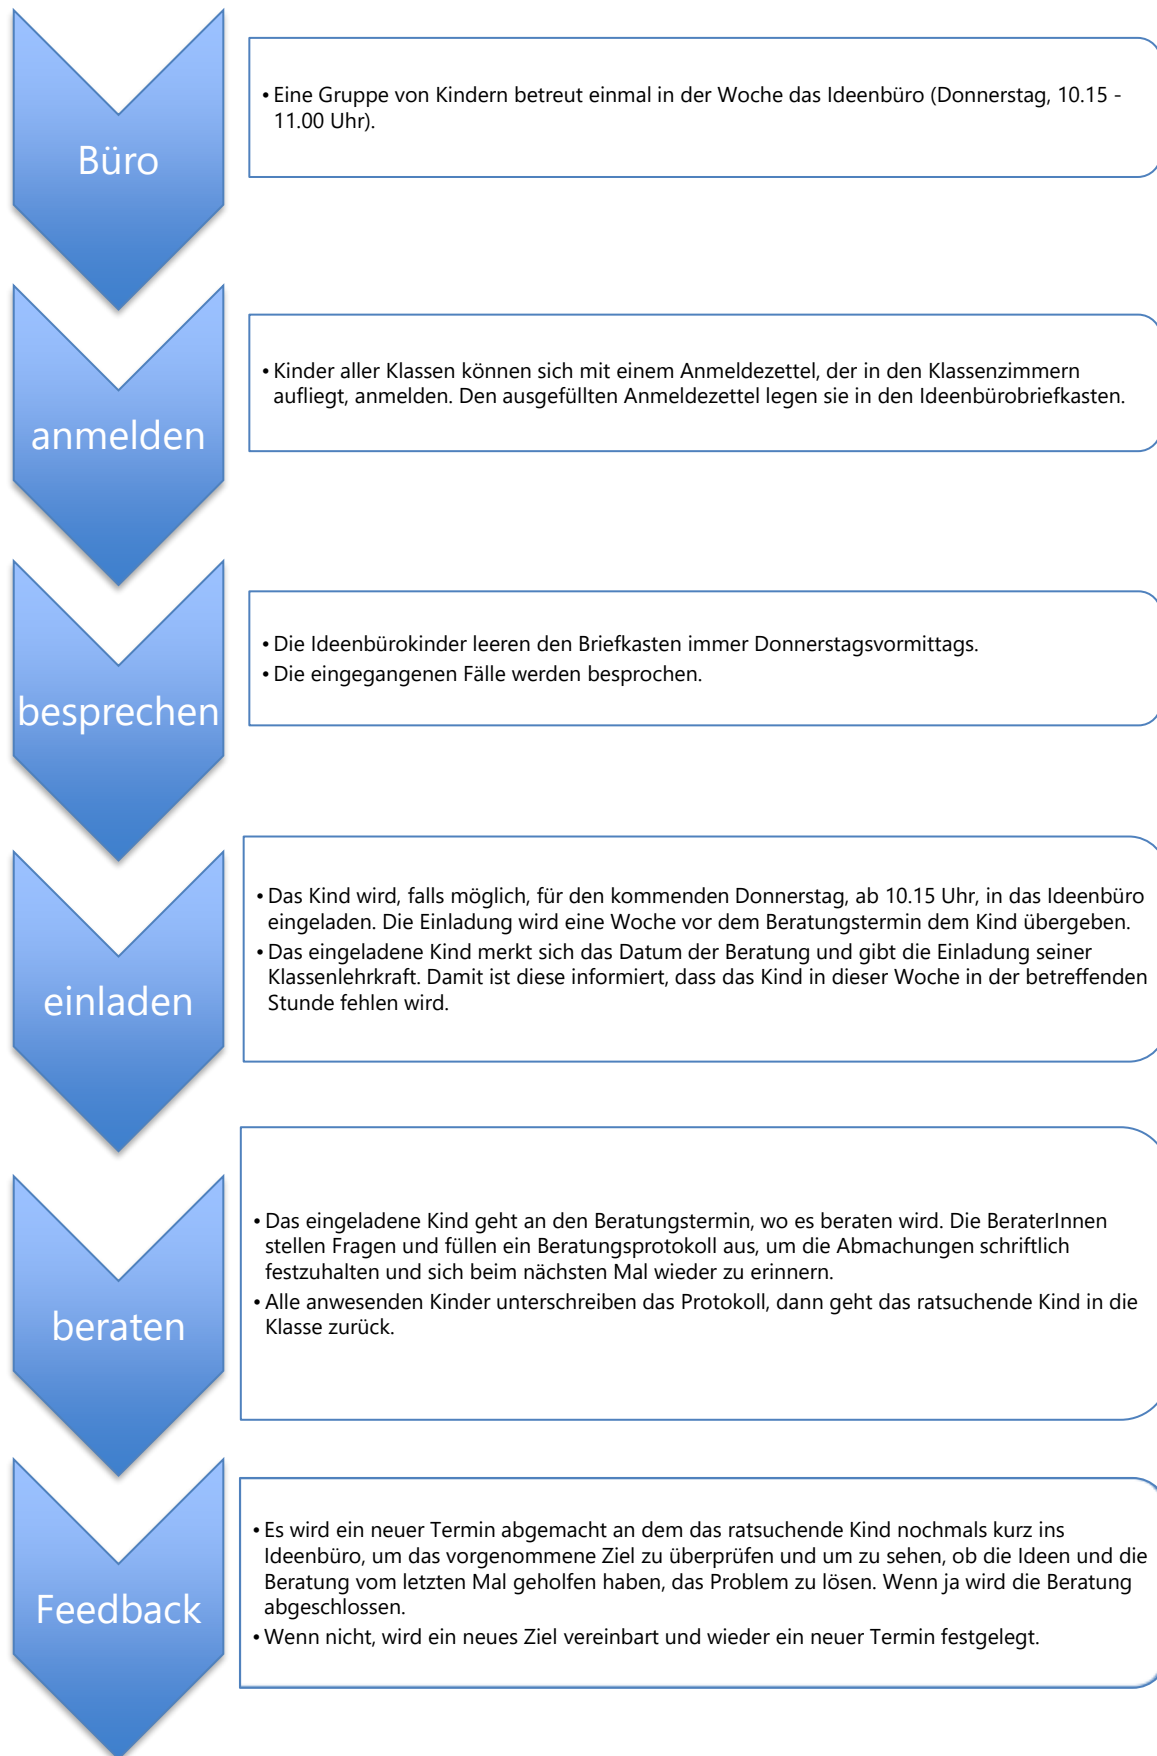 Büro
• Eine Gruppe von Kindern betreut einmal in der Woche das Ideenbüro (Donnerstag, 10.15 -
11.00 Uhr).
anmelden
• Kinder aller Klassen können sich mit einem Anmeldezettel, der in den Klassenzimmern
aufliegt, anmelden. Den ausgefüllten Anmeldezettel legen sie in den Ideenbürobriefkasten.
besprechen
• Die Ideenbürokinder leeren den Briefkasten immer Donnerstagsvormittags.
• Die eingegangenen Fälle werden besprochen.
einladen
• Das Kind wird, falls möglich, für den kommenden Donnerstag, ab 10.15 Uhr, in das Ideenbüro
eingeladen. Die Einladung wird eine Woche vor dem Beratungstermin dem Kind übergeben.
• Das eingeladene Kind merkt sich das Datum der Beratung und gibt die Einladung seiner
Klassenlehrkraft. Damit ist diese informiert, dass das Kind in dieser Woche in der betreffenden
Stunde fehlen wird.
beraten
• Das eingeladene Kind geht an den Beratungstermin, wo es beraten wird. Die BeraterInnen
stellen Fragen und füllen ein Beratungsprotokoll aus, um die Abmachungen schriftlich
festzuhalten und sich beim nächsten Mal wieder zu erinnern.
• Alle anwesenden Kinder unterschreiben das Protokoll, dann geht das ratsuchende Kind in die
Klasse zurück.
Feedback
• Es wird ein neuer Termin abgemacht an dem das ratsuchende Kind nochmals kurz ins
Ideenbüro, um das vorgenommene Ziel zu überprüfen und um zu sehen, ob die Ideen und die
Beratung vom letzten Mal geholfen haben, das Problem zu lösen. Wenn ja wird die Beratung
abgeschlossen.
• Wenn nicht, wird ein neues Ziel vereinbart und wieder ein neuer Termin festgelegt.